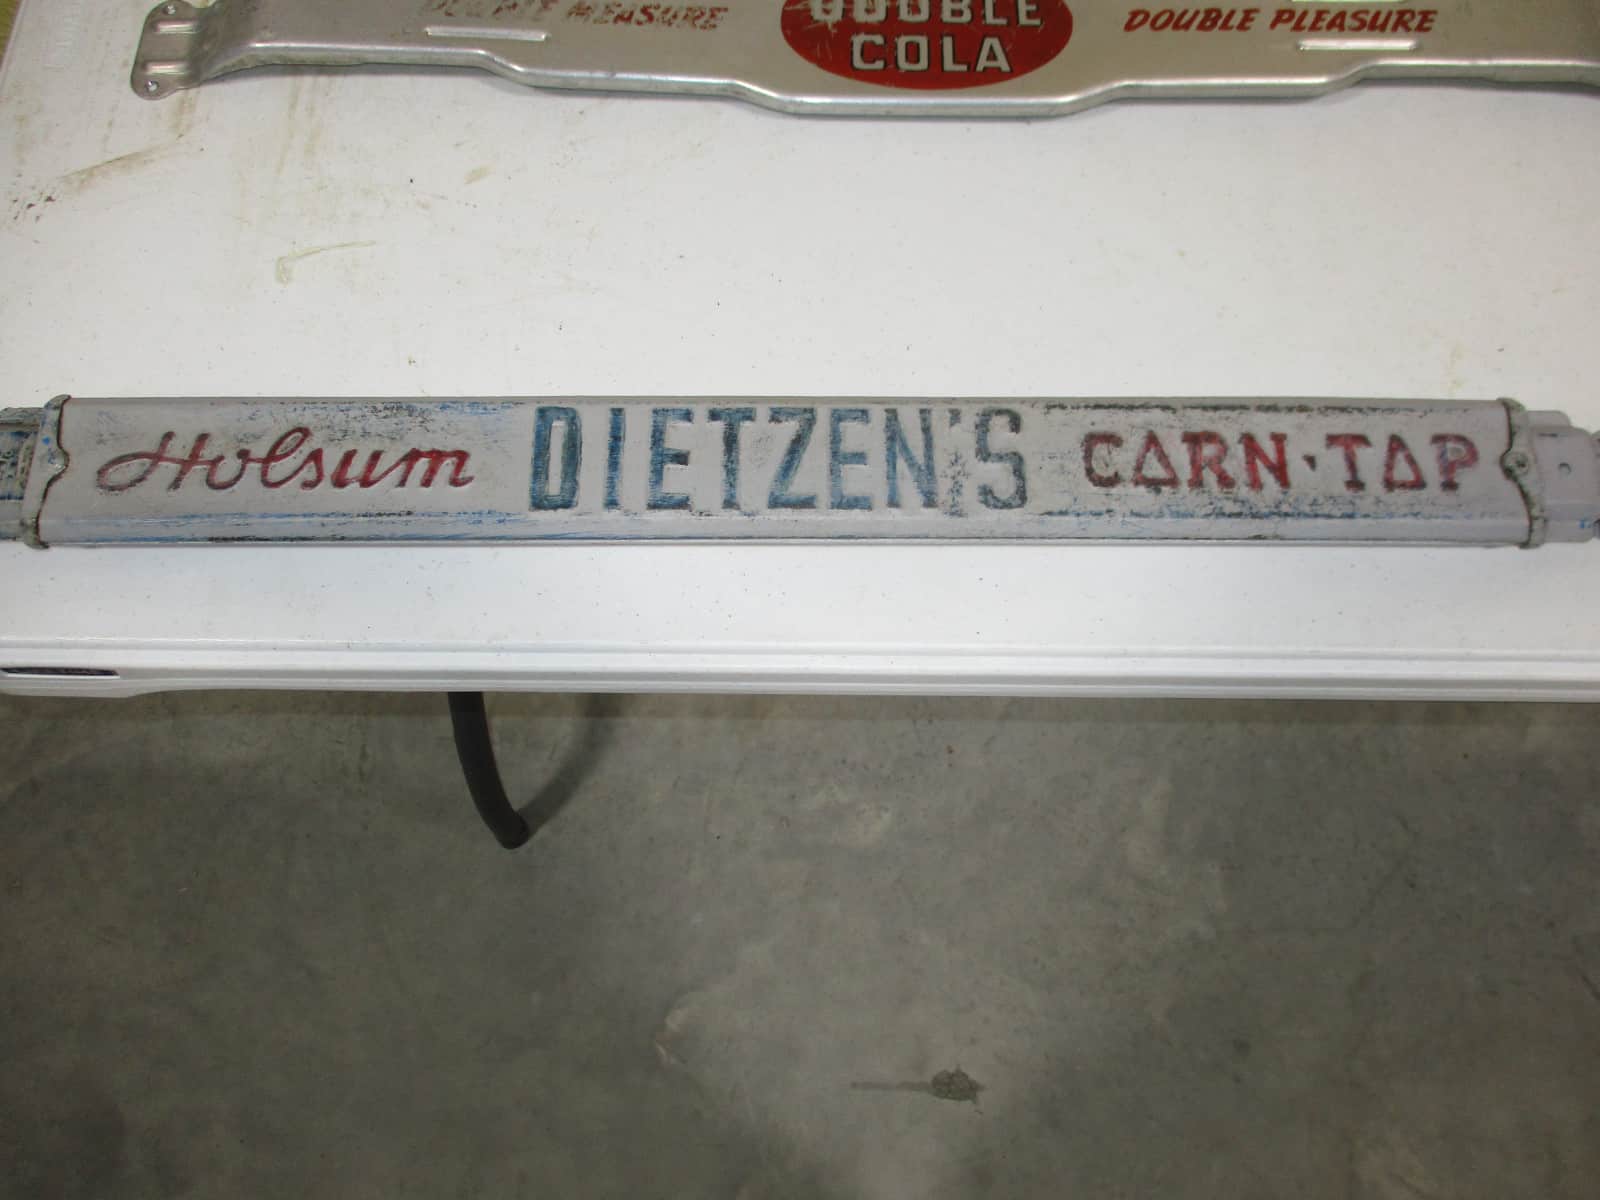 DOUBLE MEASURE
DOUBLE
COLA
DOUBLE PLEASURE
Holsum DIETZEN'S CARN·TAP